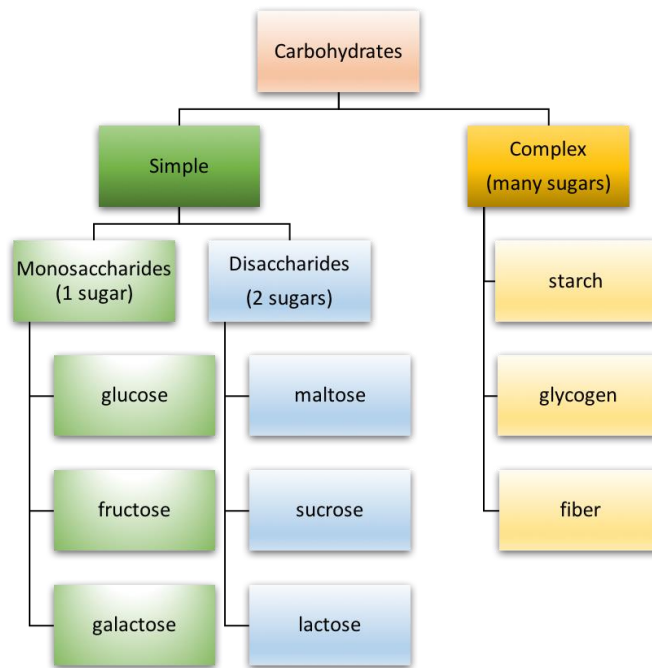 Carbohydrates
Simple
Complex
(many sugars)
Monosaccharides
(1 sugar)
Disaccharides
(2 sugars)
starch
glucose
maltose
glycogen
fructose
sucrose
fiber
galactose
lactose